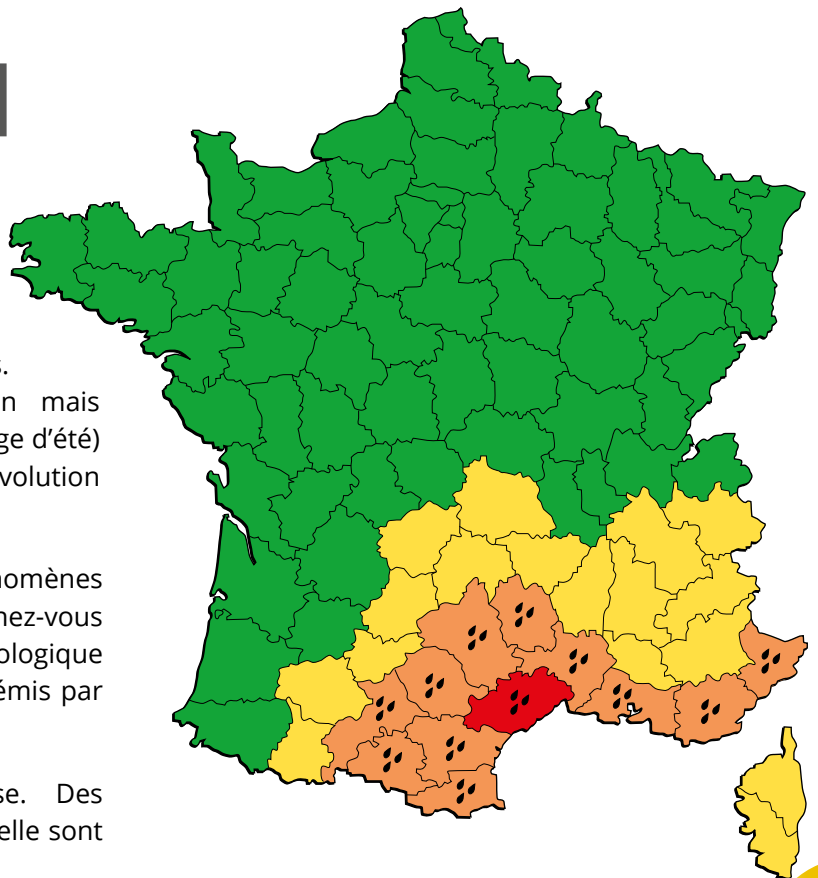 s.
n mais
ge d’été)
volution
nomènes
nez-vous
ologique
émis par
se. Des
elle sont